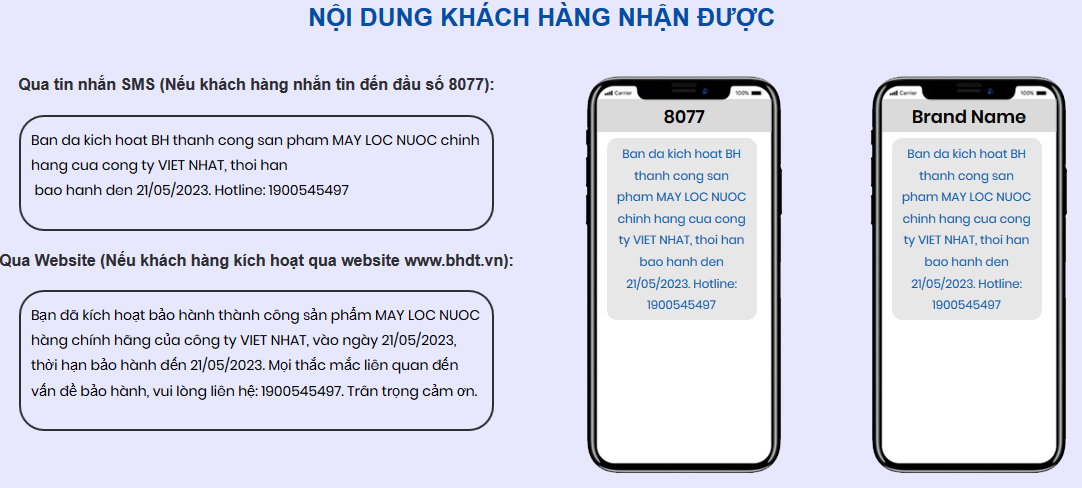 NỘI DUNG KHÁCH HÀNG NHẬN ĐƯỢC
Qua tin nhắn SMS (Nếu khách hàng nhắn tin đến đầu số 8077):
Ban da kich hoat BH thanh cong san pham MAY LOC NUOC chinh
hang cua cong ty VIET NHAT, thoi han
bao hanh den 21/05/2023. Hotline: 1900545497
Qua Website (Nếu khách hàng kích hoạt qua website www.bhdt.vn):
Bạn đã kích hoạt bảo hành thành công sản phẩm MAY LOC NUOC
hàng chính hãng của công ty VIET NHAT, vào ngày 21/05/2023,
thời hạn bảo hành đến 21/05/2023. Mọi thắc mắc liên quan đến
vấn đề bảo hành, vui lòng liên hệ: 1900545497. Trân trọng cảm ơn.
Carrier 100%
8077
Ban da kich hoat BH
thanh cong san
pham MAY LOC NUOC
chinh hang cua cong
ty VIET NHAT, thoi han
bao hanh den
21/05/2023. Hotline:
1900545497
Carrier 100%
Brand Name
Ban da kich hoat BH
thanh cong san
pham MAY LOC NUOC
chinh hang cua cong
ty VIET NHAT, thoi han
bao hanh den
21/05/2023. Hotline:
1900545497